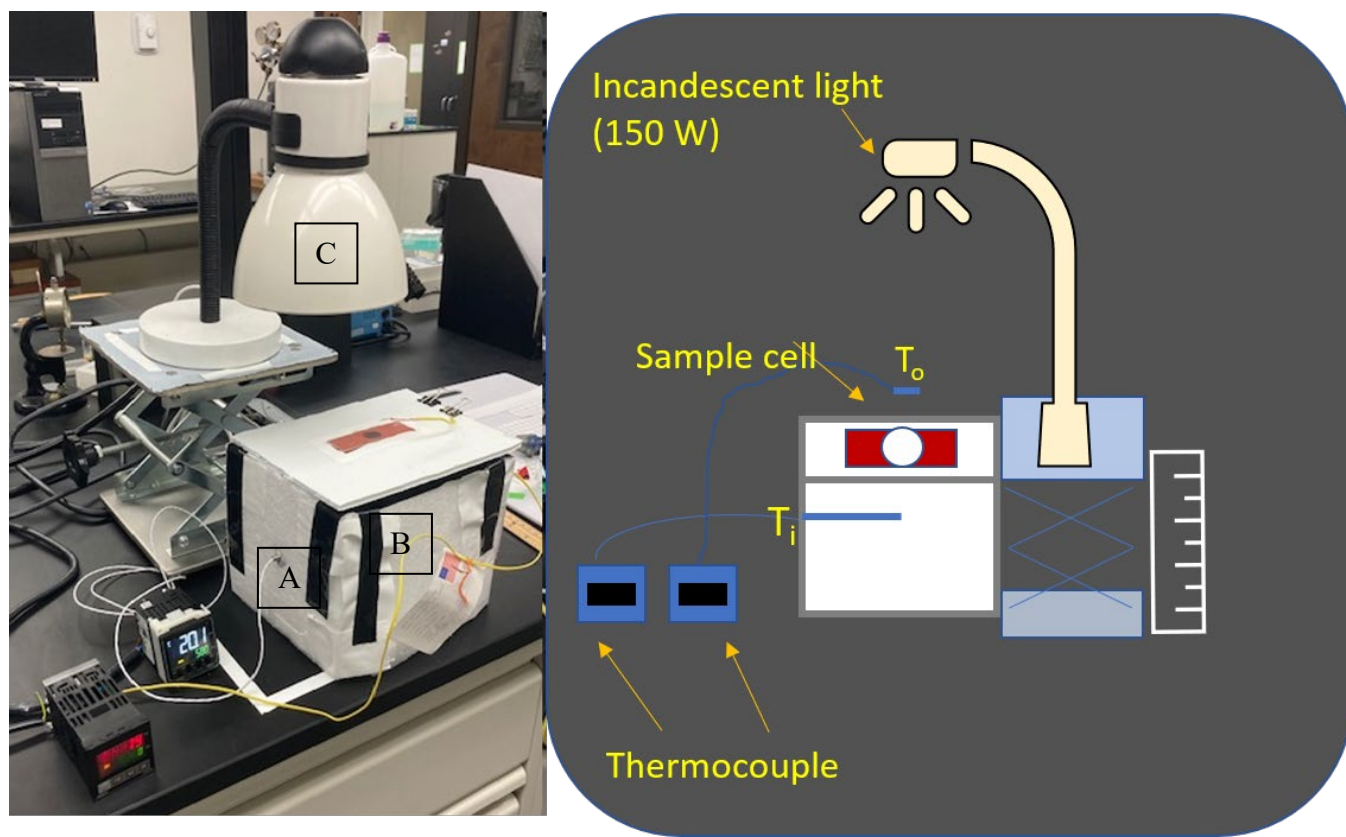 C
B
A
201
Incandescent light
(150 W)
Sample cell
To
Ti
Thermocouple